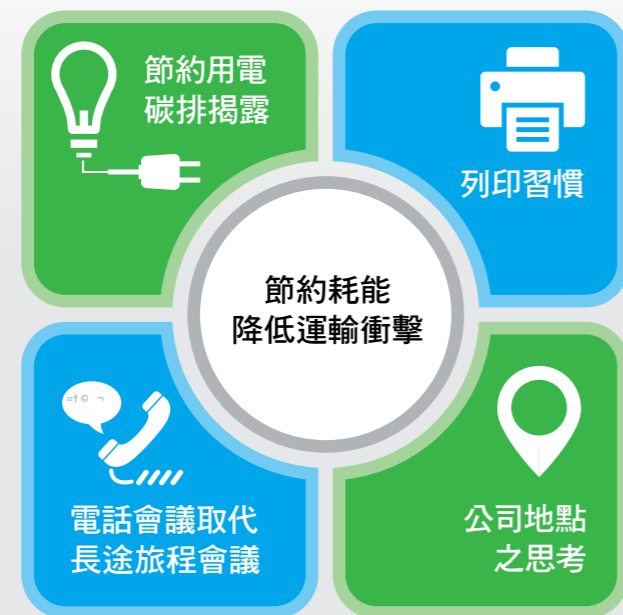 節約用電
碳排揭露
列印習慣
節約耗能
降低運輸衝擊
電話會議取代
長途旅程會議
公司地點
之思考